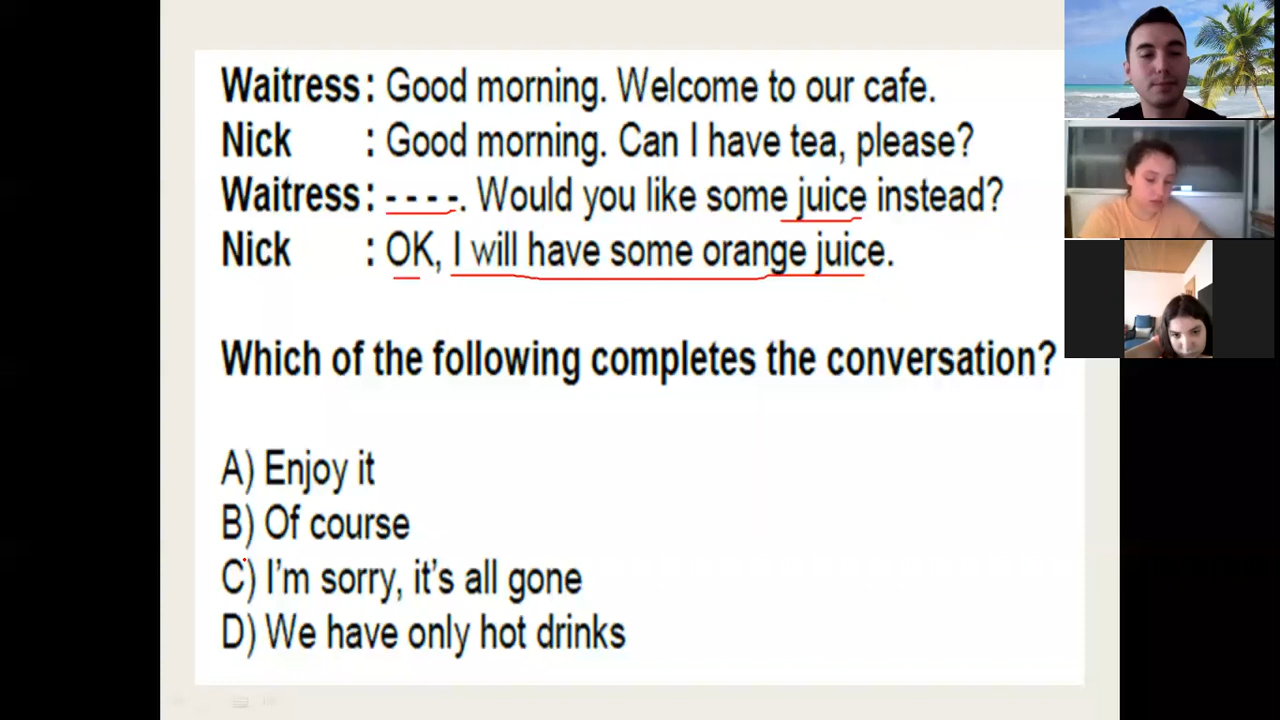 Waitress : Good morning. Welcome to our cafe.
Nick : Good morning. Can I have tea, please?
Waitress : - - - -. Would you like some juice instead?
Nick : OK, I will have some orange juice.
Which of the following completes the conversation?
A) Enjoy it
B) Of course
C) I'm sorry, it's all gone
D) We have only hot drinks